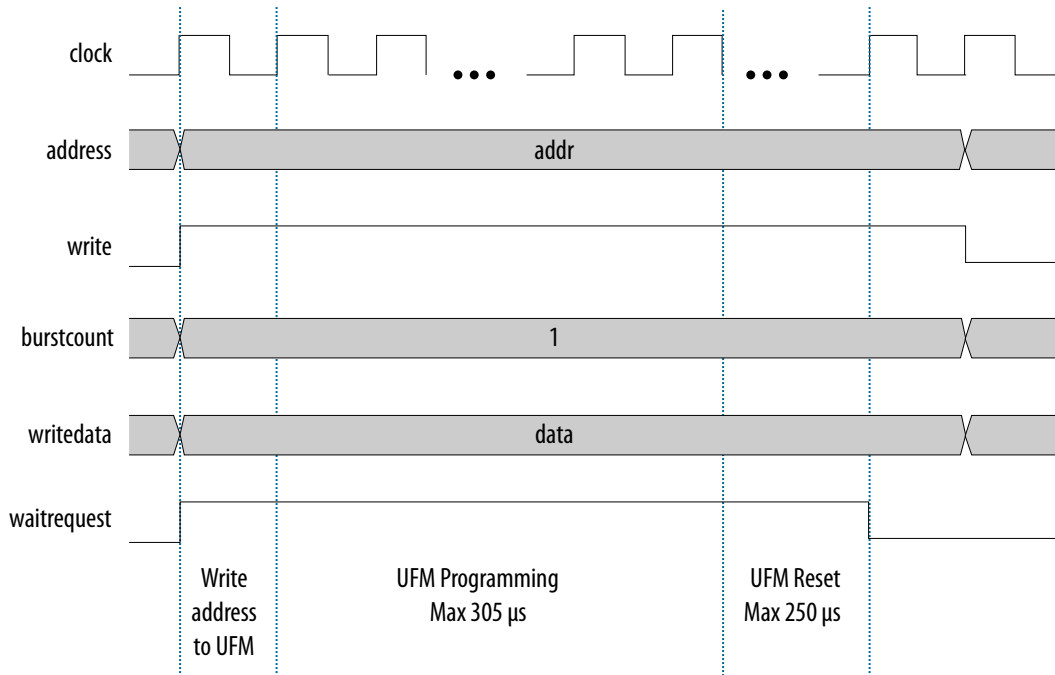 clock
address
addr
write
burstcount
1
writedata
data
waitrequest
Write
address
to UFM
UFM Programming
Max 305 µs
UFM Reset
Max 250 µs